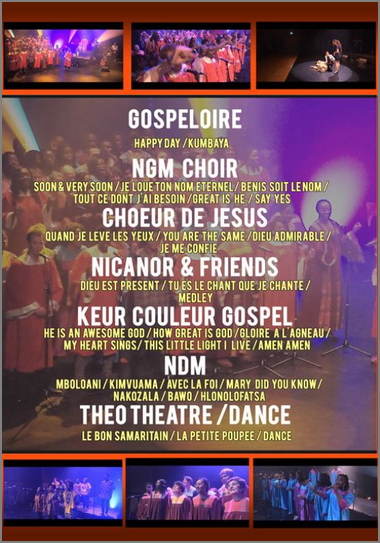 GOSPELOIRE
HAPPY DAY / KUMBAYA
NGM CHOIR
SOON & VERY SOON / JE LOUE TON NOM ETERNEL / BENIS SOIT LE NOM /
TOUT CE DONT J'AI BESOIN / GREAT IS HE / SAY YES
CHOEUR DE JESUS
QUAND JE LEVE LES YEUX / YOU ARE THE SAME / DIEU ADMIRABLE /
JE ME CONFIE
NICANOR & FRIENDS
DIEU EST PRESENT / TU ES LE CHANT QUE JE CHANTE /
MEDLEY
KEUR COULEUR GOSPEL
HE IS AN AWESOME GOD / HOW GREAT IS GOD / GLOIRE A L'AGNEAU /
MY HEART SINGS / THIS LITTLE LIGHT I LIVE / AMEN AMEN
NDM
MBOLOANI / KIMVUAMA / AVEC LA FOI / MARY DID YOU KNOW /
NAKOZALA / BAWO / HLONOLOFATSA
THEO THEATRE / DANCE
LE BON SAMARITAIN / LA PETITE POUPEE / DANCE